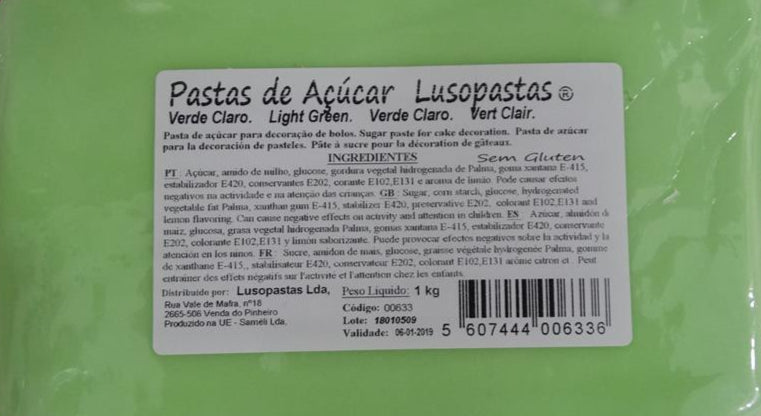 Pastas de Açúcar Lusopastas ®
Verde Claro. Light Green. Verde Claro. Vert Clair.
Pasta de açúcar para decoração de bolos. Sugar paste for cake decoration. Pasta de azúcar
para la decoración de pasteles. Pâte à sucre pour la décoration de gâteaux.
INGREDIENTES Sem Gluten
PT : Açúcar, amido de milho, glucose, gordura vegetal hidrogenada de Palma, goma xantana E-415,
estabilizador E420, conservantes E202, corante E102,E131 e aroma de limão. Pode causar efeitos
negativos na actividade e na atenção das crianças. GB : Sugar, corn starch, glucose, hydrogenated
vegetable fat Palma, xanthan gum E-415, stabilizer E420, preservative E202, colorant E102,E131 and
lemon flavoring. Can cause negative effects on activity and attention in children. ES : Azúcar, almidón d
maiz, glucosa, grasa vegetal hidrogenada Palma, gomas xantana E-415, estabilizador E420, conservante
E202, colorante E102,E131 y limón saborizante. Puede provocar efectos negativos sobre la actividad y la
atención en los ninos. FR : Sucre, amidon de mais, glucose, graisse végétale hydrogenée Palma, gomme
de xanthane E-415,, stabilisateur E420, conservateur E202, colorant E102,E131 arôme citron et . Peut
entraîner des effets négatifs sur l'activite et l'attention chez les enfants.
Distribuido por: Lusopastas Lda, Peso Liquido: 1 kg
Rua Vale de Mafra, nº18
2665-506 Venda do Pinheiro
Produzido na UE - Saméli Lda.
Código: 00633
Lote: 18010509
Validade: 06-01-2019
5 607444 006336